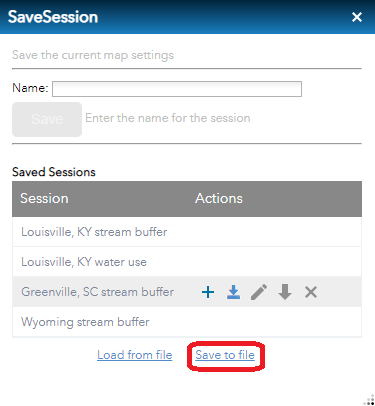 SaveSession
Save the current map settings
Name:
Save Enter the name for the session
Saved Sessions
Session Actions
Louisville, KY stream buffer
Louisville, KY water use
Greenville, SC stream buffer
Wyoming stream buffer
Load from file Save to file